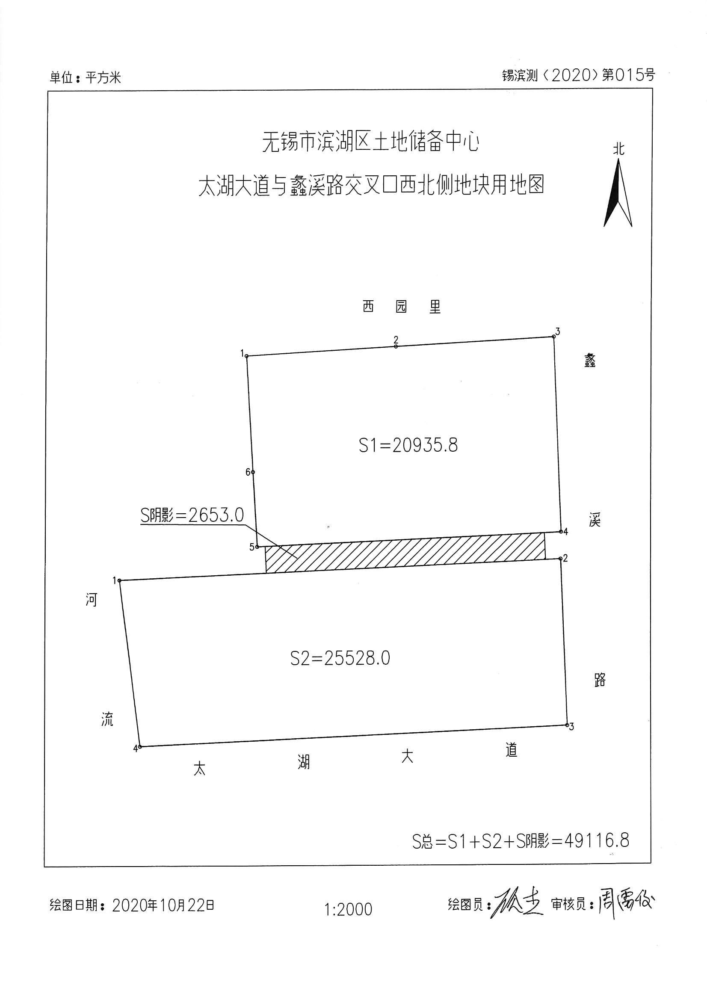 单位：平方米
锡滨测〈2020〉第015号
无锡市滨湖区土地储备中心
太湖大道与蠡溪路交叉口西北侧地块用地图
北
西园里
1
2
3
蠡
S1=20935.8
6
S阴影=2653.0
溪
4
5
2
1
河
S2=25528.0
路
流
3
4
太湖大道
S总=S1+S2+S阴影=49116.8
绘图日期：2020年10月22日
1:2000
绘图员：
审核员：周